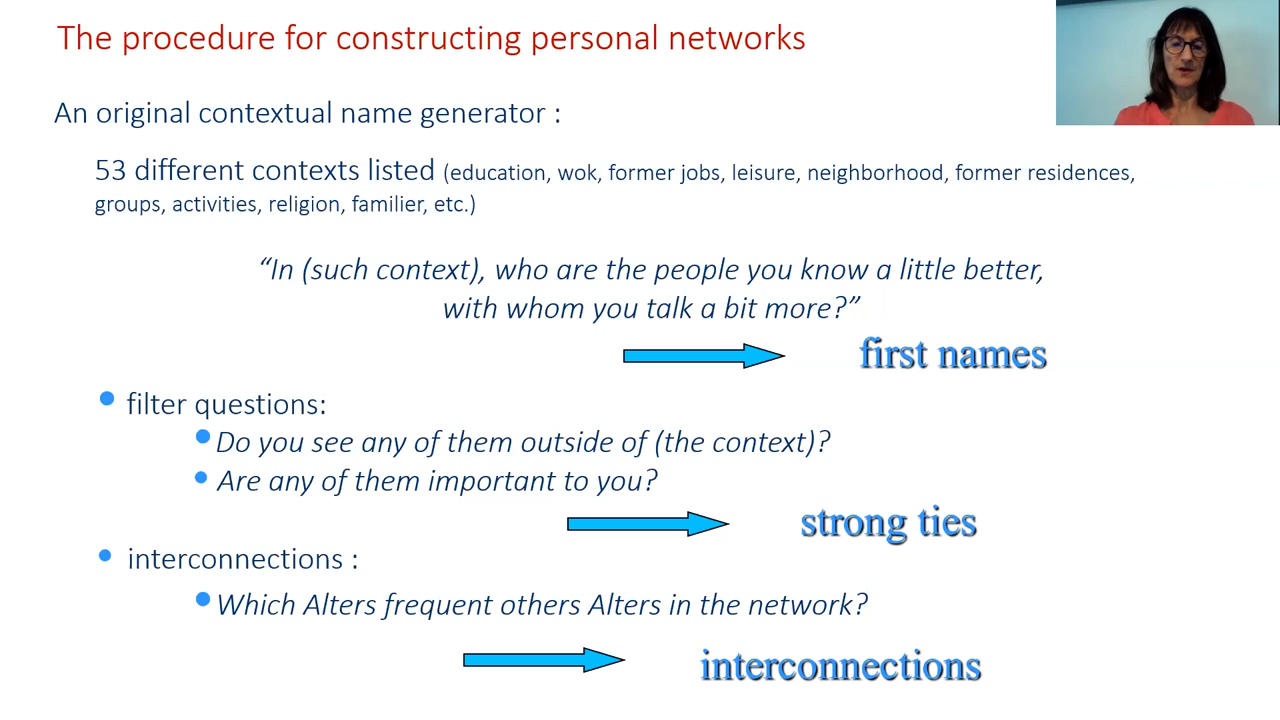 The procedure for constructing personal networks
An original contextual name generator :
53 different contexts listed (education, wok, former jobs, leisure, neighborhood, former residences,
groups, activities, religion, familier, etc.)
“In (such context), who are the people you know a little better,
with whom you talk a bit more?”
first names
filter questions:
Do you see any of them outside of (the context)?
Are any of them important to you?
strong ties
interconnections :
Which Alters frequent others Alters in the network?
interconnections